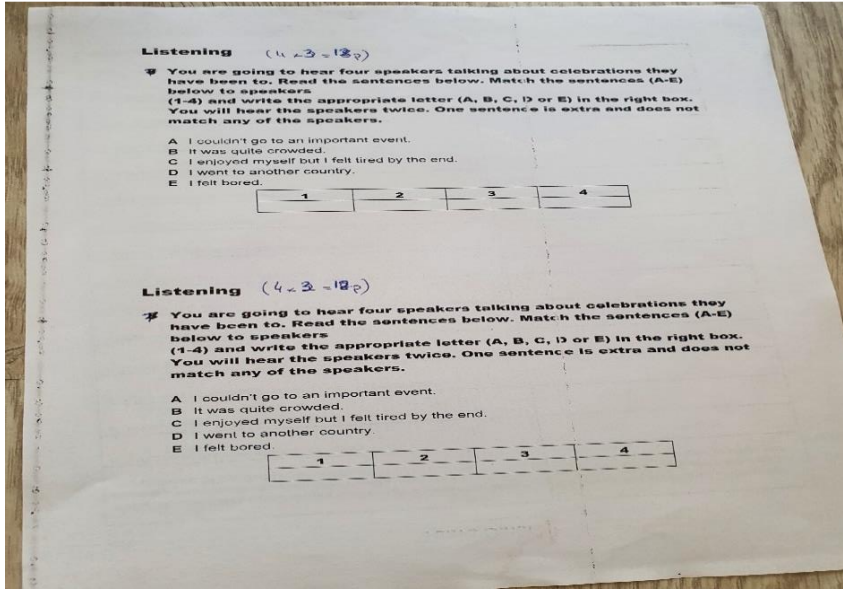 Listening (4 x 3 = 12p)
You are going to hear four speakers talking about celebrations they
have been to. Read the sentences below. Match the sentences (A-E)
below to speakers
(1-4) and write the appropriate letter (A, B, C, D or E) in the right box.
You will hear the speakers twice. One sentence is extra and does not
match any of the speakers.
A I couldn't go to an important event.
B It was quite crowded.
C I enjoyed myself but I felt tired by the end.
D I went to another country.
E I felt bored.
1 2 3 4
Listening (4 x 3 = 12p)
You are going to hear four speakers talking about celebrations they
have been to. Read the sentences below. Match the sentences (A-E)
below to speakers
(1-4) and write the appropriate letter (A, B, C, D or E) in the right box.
You will hear the speakers twice. One sentence is extra and does not
match any of the speakers.
A I couldn't go to an important event.
B It was quite crowded.
C I enjoyed myself but I felt tired by the end.
D I went to another country.
E I felt bored.
1 2 3 4